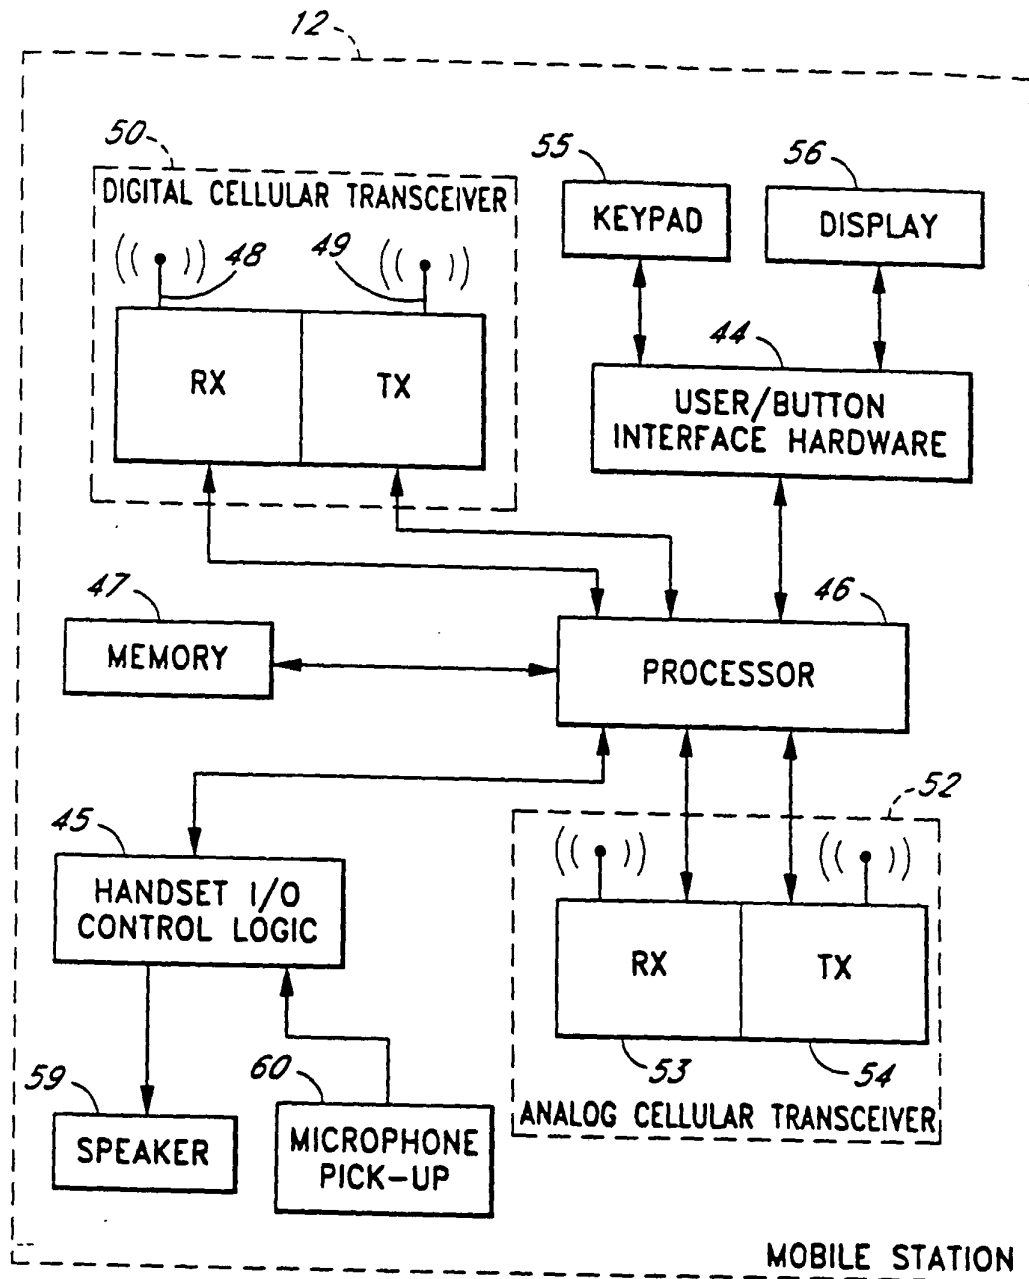 12
50
DIGITAL CELLULAR TRANSCEIVER
48
49
RX
TX
55
KEYPAD
56
DISPLAY
44
USER/BUTTON
INTERFACE HARDWARE
47
MEMORY
46
PROCESSOR
45
HANDSET I/O
CONTROL LOGIC
52
RX
TX
53
54
ANALOG CELLULAR TRANSCEIVER
59
SPEAKER
60
MICROPHONE
PICK-UP
MOBILE STATION